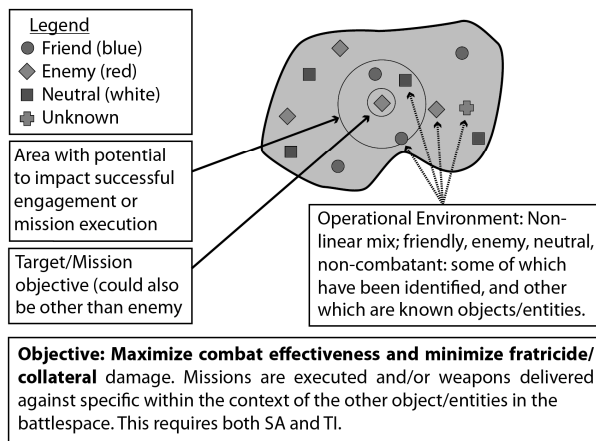 Legend
Friend (blue)
Enemy (red)
Neutral (white)
Unknown
Area with potential
to impact successful
engagement or
mission execution
Target/Mission
objective (could also
be other than enemy
Operational Environment: Non-
linear mix; friendly, enemy, neutral,
non-combatant: some of which
have been identified, and other
which are known objects/entities.
Objective: Maximize combat effectiveness and minimize fratricide/
collateral damage. Missions are executed and/or weapons delivered
against specific within the context of the other object/entities in the
battlespace. This requires both SA and TI.